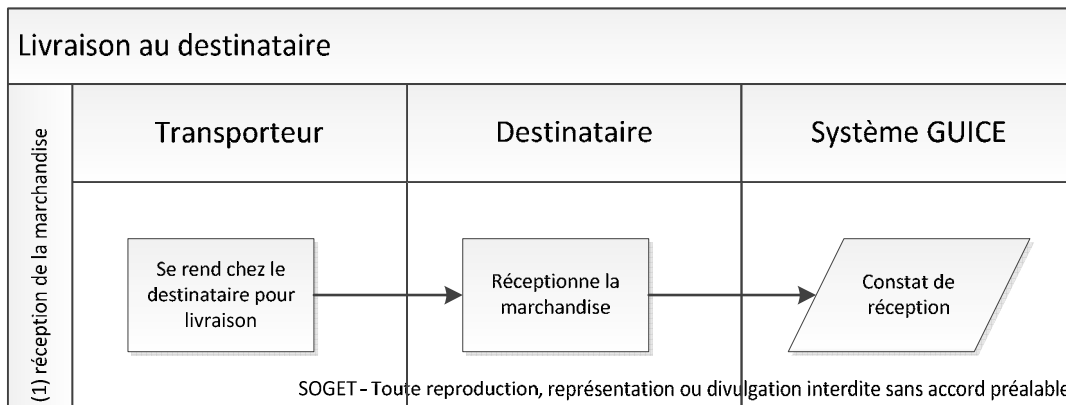 Livraison au destinataire
Transporteur
Destinataire
Système GUICE
(1) réception de la marchandise
Se rend chez le
destinataire pour
livraison
Réceptionne la
marchandise
Constat de
réception
SOGET - Toute reproduction, représentation ou divulgation interdite sans accord préalable